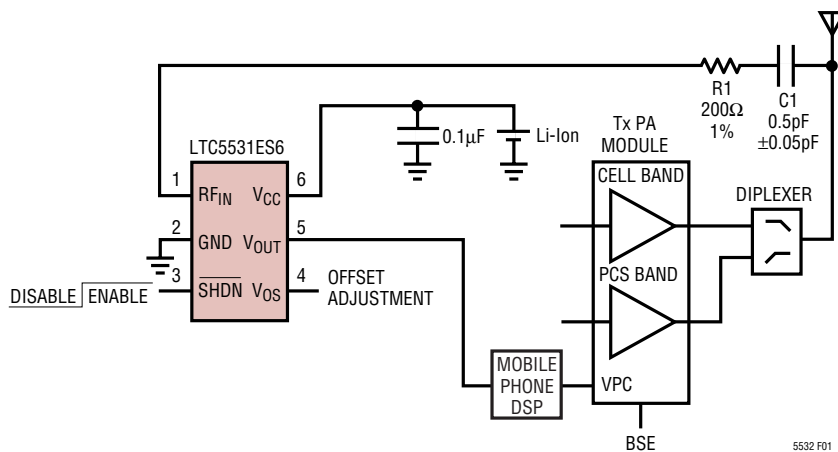 R1
200Ω
1%
C1
0.5pF
±0.05pF
0.1µF
Li-Ion
LTC5531ES6
1
RFIN
VCC
6
2
GND
VOUT
5
3
SHDN
VOS
4
DISABLE ENABLE
OFFSET
ADJUSTMENT
Tx PA
MODULE
CELL BAND
PCS BAND
VPC
DIPLEXER
MOBILE
PHONE
DSP
BSE
5532 F01